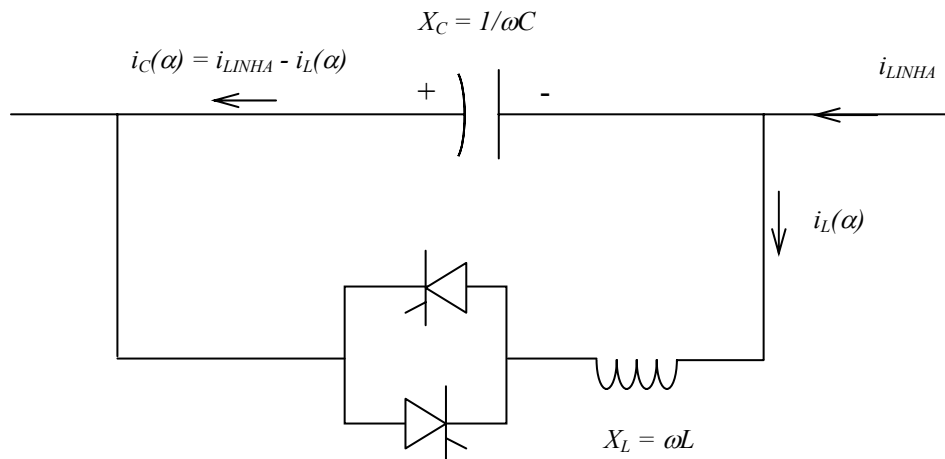 X_C = 1/ωC
i_C(α) = i_LINHA - i_L(α)
i_LINHA
+
-
i_L(α)
X_L = ωL